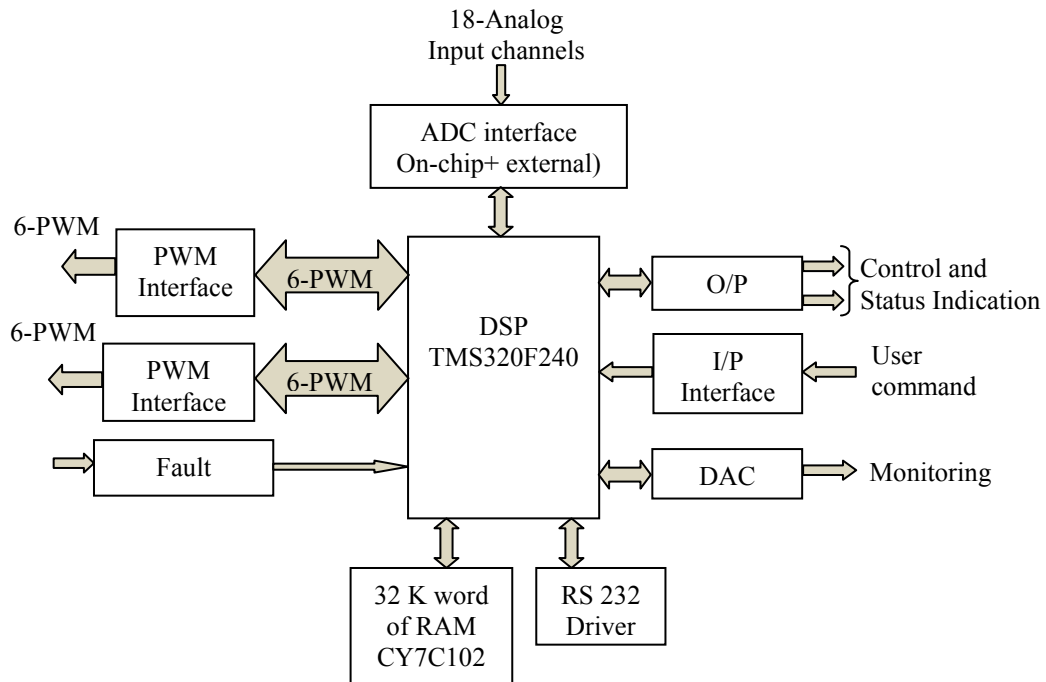 18-Analog
Input channels
ADC interface
On-chip+ external)
6-PWM
PWM
Interface
6-PWM
DSP
TMS320F240
O/P
Control and
Status Indication
6-PWM
PWM
Interface
6-PWM
I/P
Interface
User
command
Fault
DAC
Monitoring
32 K word
of RAM
CY7C102
RS 232
Driver